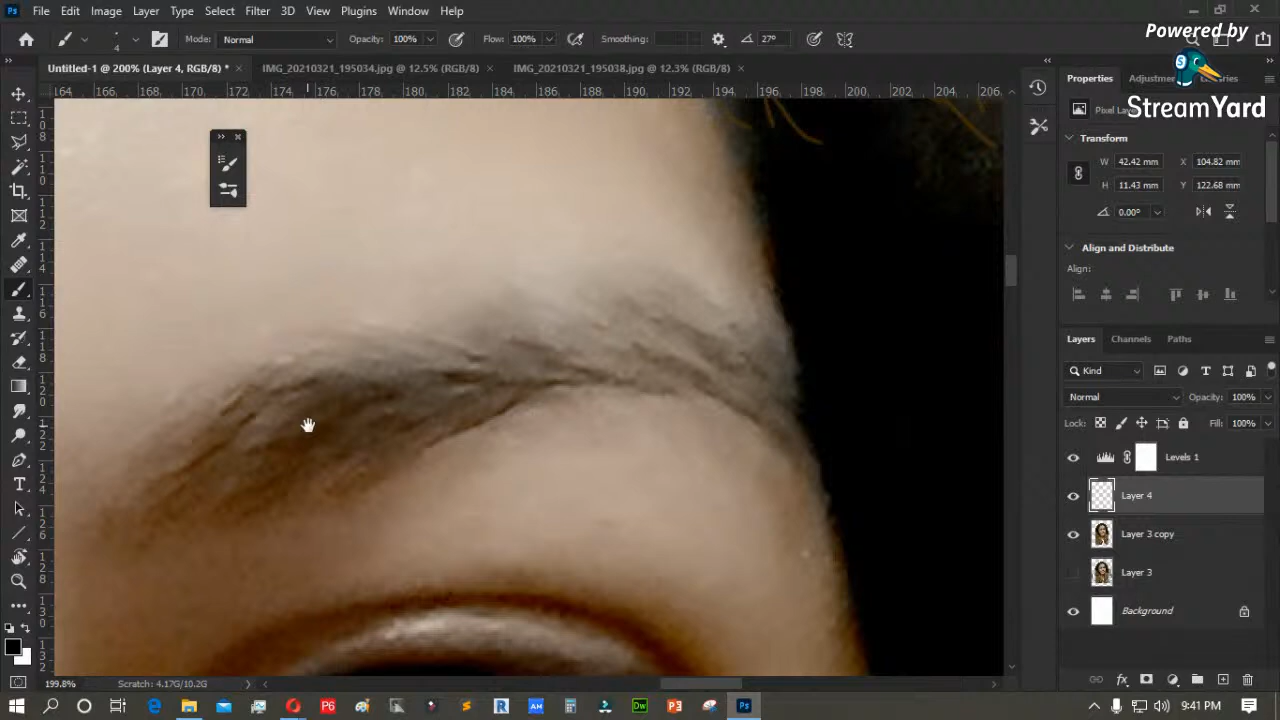 Ps File Edit Image Layer Type Select Filter 3D View Plugins Window Help
Powered by
StreamYard
4 Mode: Normal Opacity: 100% Flow: 100% Smoothing: 27°
Untitled-1 @ 200% (Layer 4, RGB/8) * × IMG_20210321_195034.jpg @ 12.5% (RGB/8) × IMG_20210321_195038.jpg @ 12.3% (RGB/8) ×
164 166 168 170 172 174 176 178 180 182 184 186 188 190 192 194 196 198 200 202 204 206
Properties Adjustme
Pixel Lay
Transform
W 42.42 mm X 104.82 mm
H 11.43 mm Y 122.68 mm
0.00°
Align and Distribute
Align:
Layers Channels Paths
Kind
Normal Opacity: 100%
Lock: Fill: 100%
Levels 1
Layer 4
Layer 3 copy
Layer 3
Background
199.8% Scratch: 4.17G/10.2G
9:41 PM